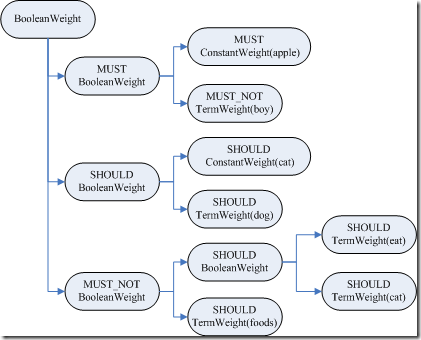 BooleanWeight
MUST
BooleanWeight
MUST
ConstantWeight(apple)
MUST_NOT
TermWeight(boy)
SHOULD
BooleanWeight
SHOULD
ConstantWeight(cat)
SHOULD
TermWeight(dog)
MUST_NOT
BooleanWeight
SHOULD
BooleanWeight
SHOULD
TermWeight(eat)
SHOULD
TermWeight(cat)
SHOULD
TermWeight(foods)